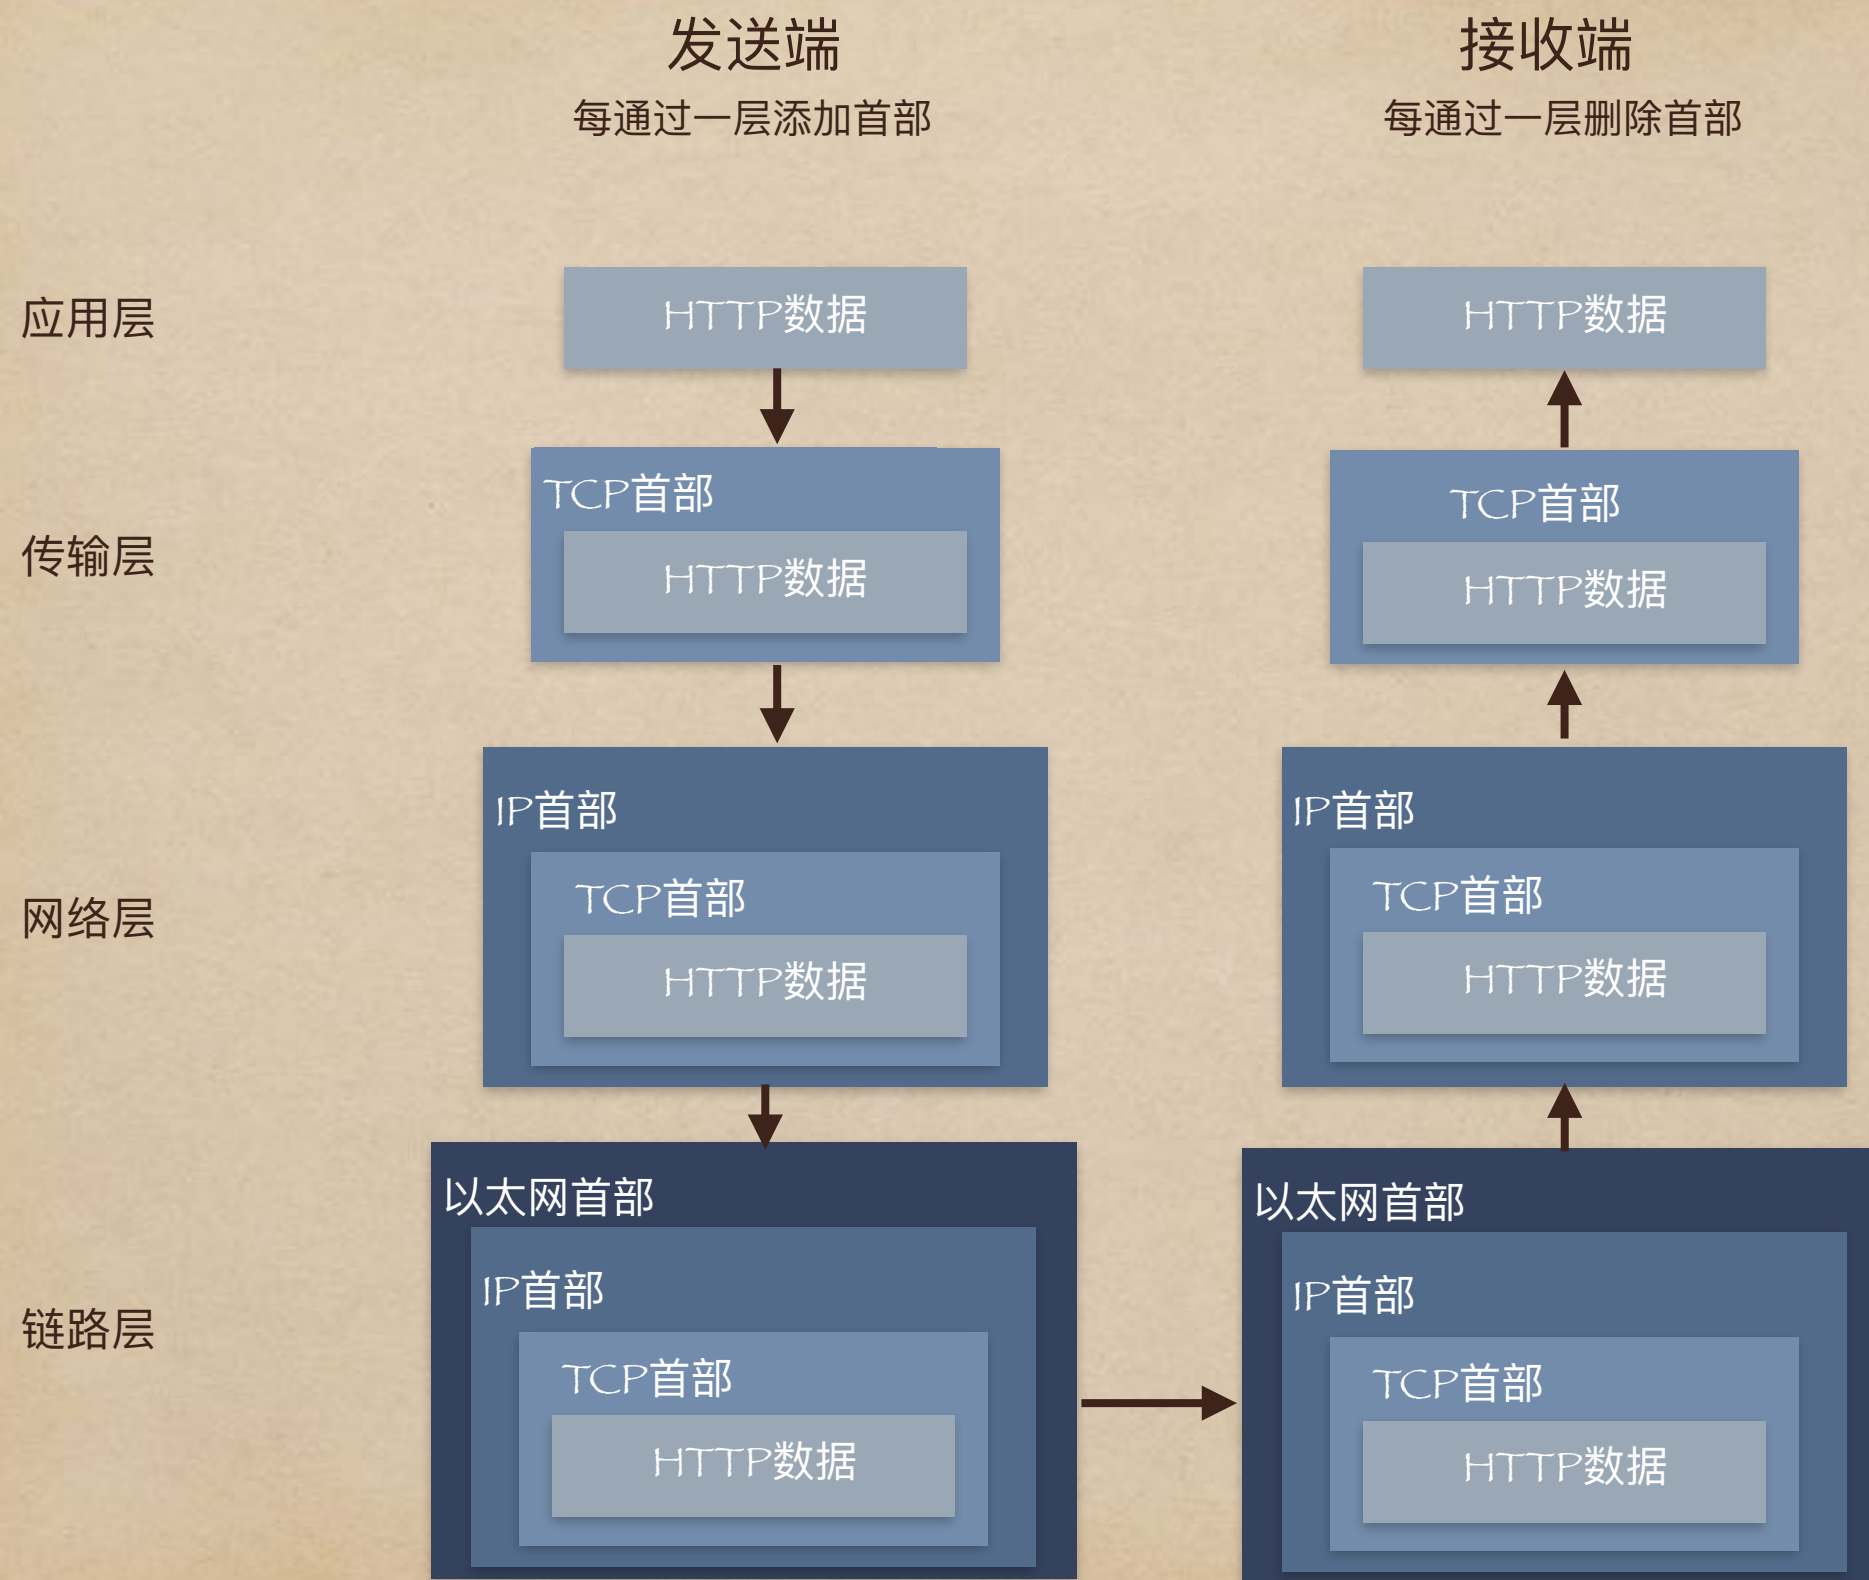 发送端
接收端
每通过一层添加首部
每通过一层删除首部
应用层
HTTP数据
HTTP数据
传输层
TCP首部
HTTP数据
TCP首部
HTTP数据
网络层
IP首部
TCP首部
HTTP数据
IP首部
TCP首部
HTTP数据
链路层
以太网首部
IP首部
TCP首部
HTTP数据
以太网首部
IP首部
TCP首部
HTTP数据